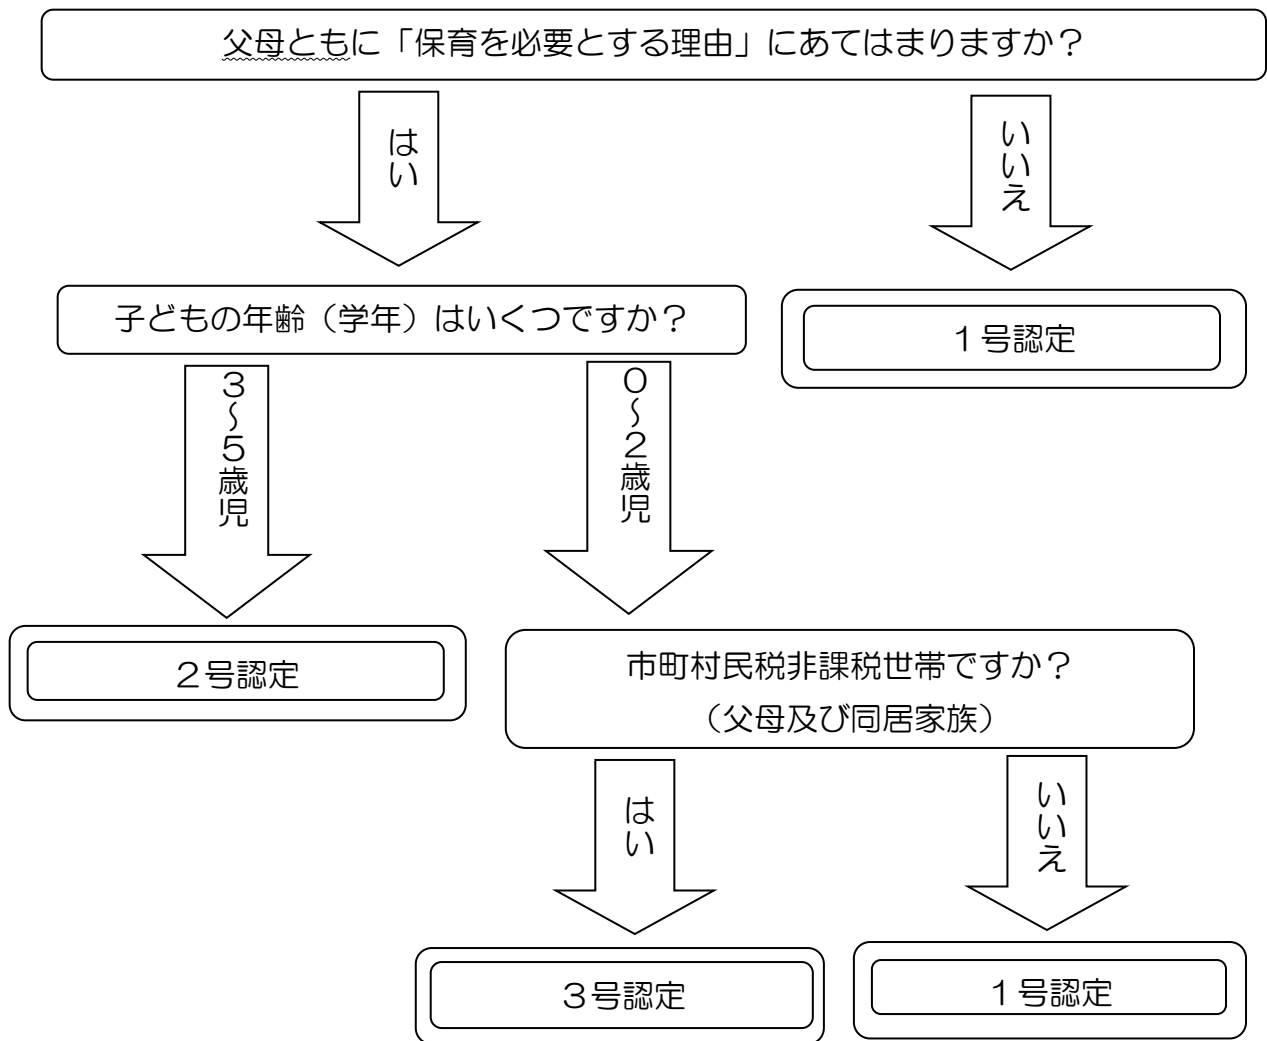 父母ともに「保育を必要とする理由」にあてはまりますか?
はい
いいえ
子どもの年齢(学年)はいくつですか?
1号認定
3~5歳児
0~2歳児
2号認定
市町村民税非課税世帯ですか?
(父母及び同居家族)
はい
いいえ
3号認定
1号認定